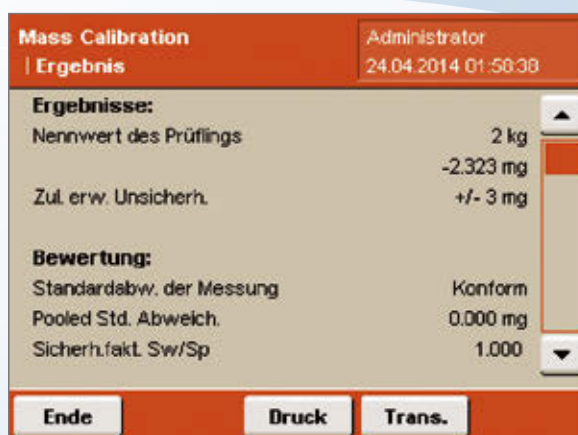 Mass Calibration
Administrator
| Ergebnis
24.04.2014 01:58:38
Ergebnisse:
Nennwert des Prüflings 2 kg
-2.323 mg
Zul. erw. Unsicherh. +/- 3 mg
Bewertung:
Standardabw. der Messung Konform
Pooled Std. Abweich. 0.000 mg
Sicherh.fakt. Sw/Sp 1.000
Ende Druck Trans.